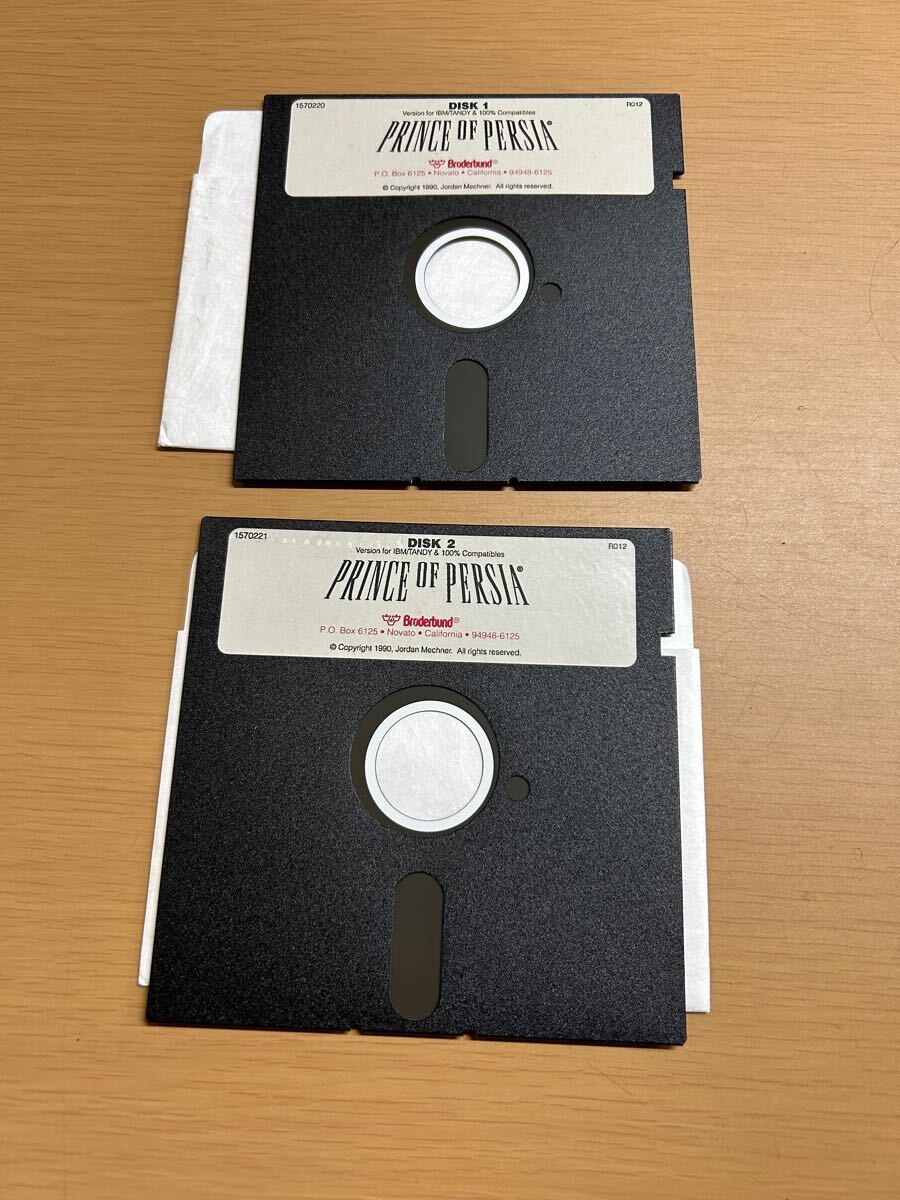 1570220 DISK 1 R012
Version for IBM/TANDY & 100% Compatibles
PRINCE OF PERSIA®
Brøderbund®
P.O. Box 6125 • Novato • California • 94948-6125
© Copyright 1990, Jordan Mechner. All rights reserved.
1570221 DISK 2 R012
Version for IBM/TANDY & 100% Compatibles
PRINCE OF PERSIA®
Brøderbund®
P.O. Box 6125 • Novato • California • 94948-6125
© Copyright 1990, Jordan Mechner. All rights reserved.